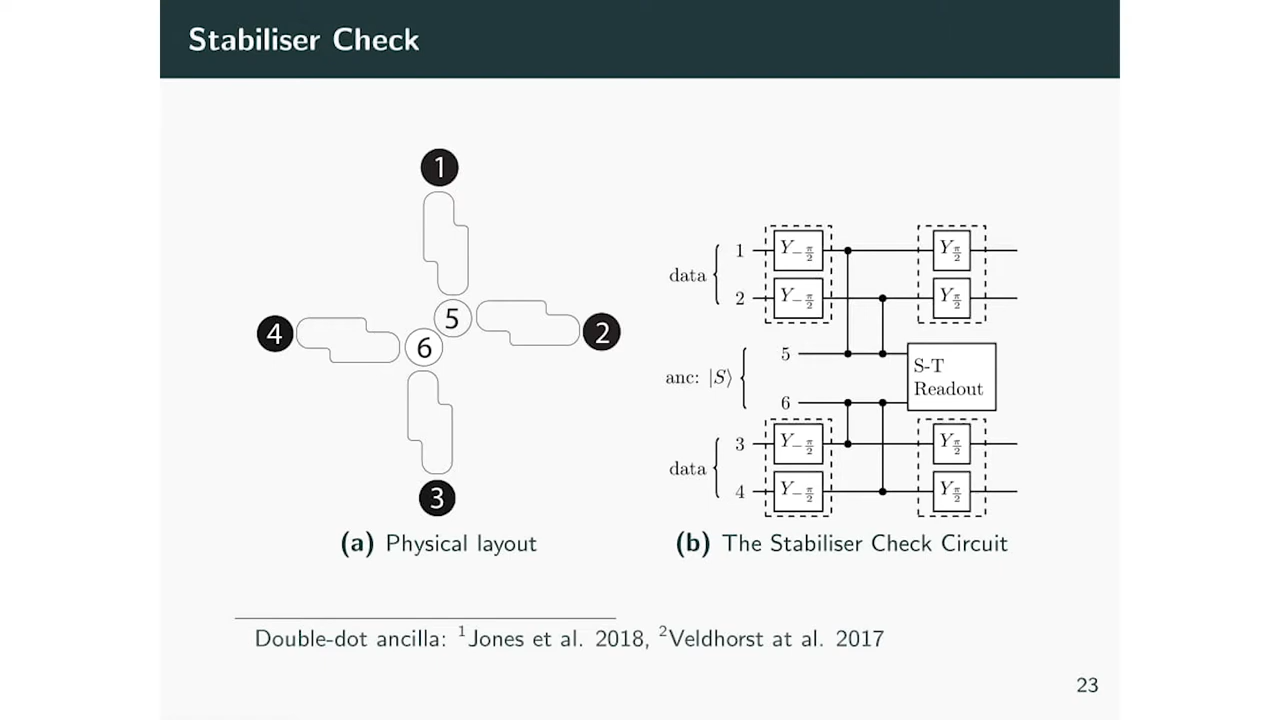 Stabiliser Check
1
5
2
4
6
3
(a) Physical layout
data
1
Y-π/2
Yπ/2
2
Y-π/2
Yπ/2
anc: |S⟩
5
6
S-T
Readout
data
3
Y-π/2
Yπ/2
4
Y-π/2
Yπ/2
(b) The Stabiliser Check Circuit
Double-dot ancilla: ¹Jones et al. 2018, ²Veldhorst at al. 2017
23